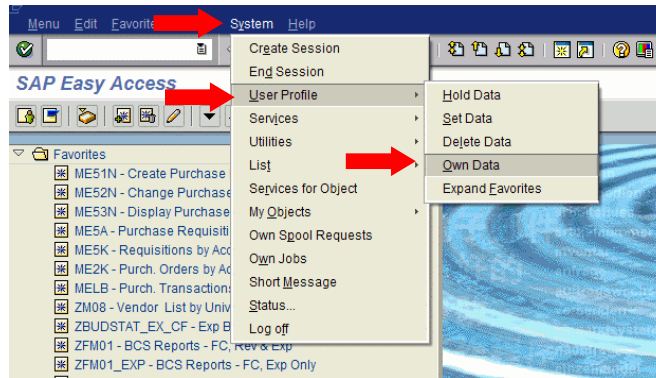 Menu Edit Favorite System Help
SAP Easy Access
Create Session
End Session
User Profile
Services
Utilities
List
Services for Object
My Objects
Own Spool Requests
Own Jobs
Short Message
Status...
Log off
Hold Data
Set Data
Delete Data
Own Data
Expand Favorites
Favorites
ME51N - Create Purchase
ME52N - Change Purchase
ME53N - Display Purchase
ME5A - Purchase Requisiti
ME5K - Requisitions by Acc
ME2K - Purch. Orders by Ac
MELB - Purch. Transaction
ZM08 - Vendor List by Univ
ZBUDSTAT_EX_CF - Exp B
ZFM01 - BCS Reports - FC, Rev & Exp
ZFM01_EXP - BCS Reports - FC, Exp Only